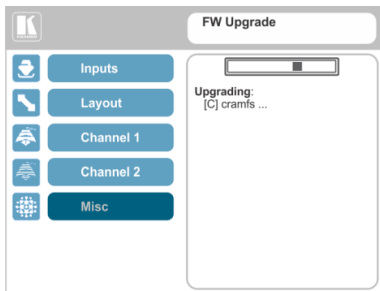 FW Upgrade
Inputs
Layout
Channel 1
Channel 2
Misc
Upgrading:
[C] cramfs ...